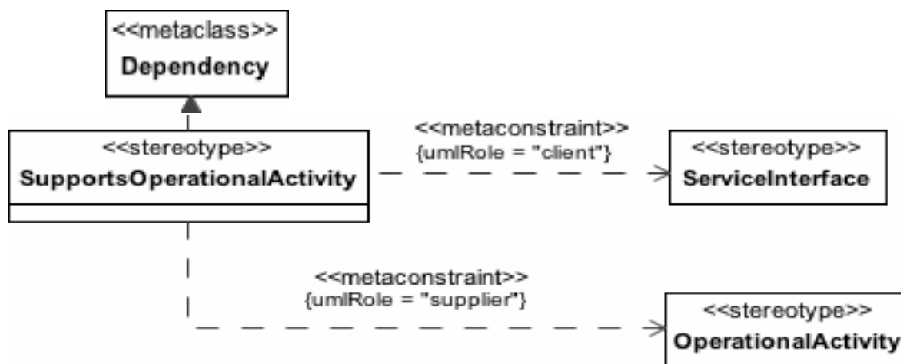 <<metaclass>>
Dependency
<<stereotype>>
SupportsOperationalActivity
<<metaconstraint>>
{umlRole = "client"}
<<stereotype>>
ServiceInterface
<<metaconstraint>>
{umlRole = "supplier"}
<<stereotype>>
OperationalActivity